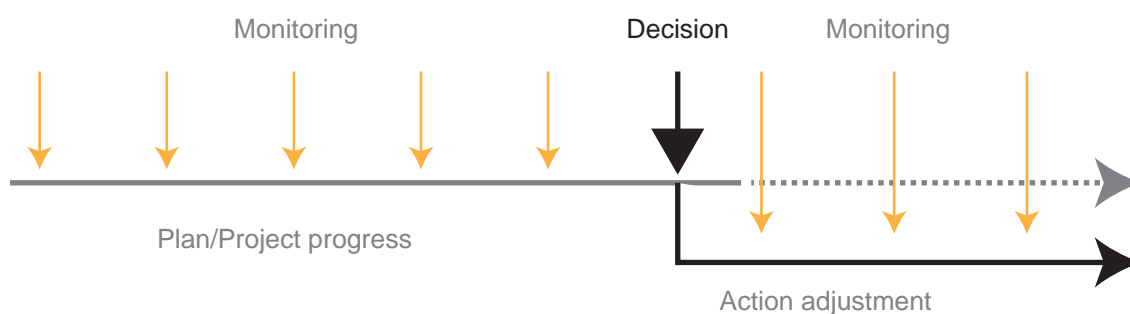 Monitoring
Decision
Monitoring
Plan/Project progress
Action adjustment